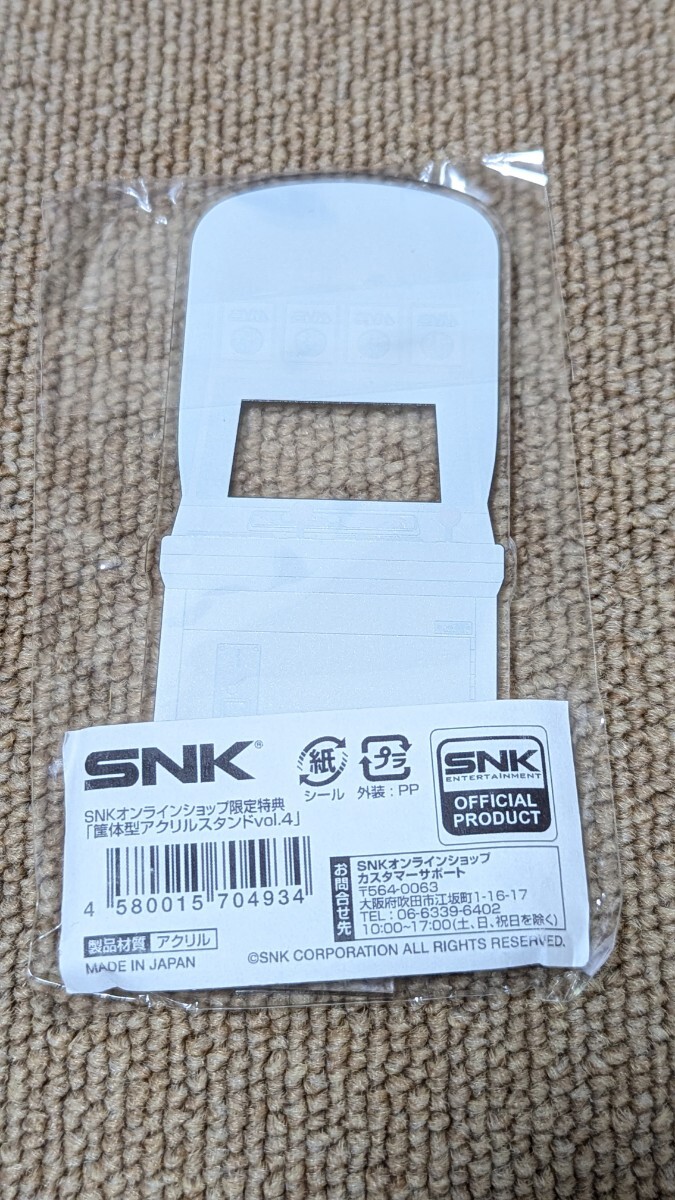 SNK®
紙
シール
プラ
外装：PP
SNK
ENTERTAINMENT
OFFICIAL
PRODUCT
SNKオンラインショップ限定特典
「筐体型アクリルスタンドvol.4」
4 580015 704934
お問合せ先
SNKオンラインショップ
カスタマーサポート
〒564-0063
大阪府吹田市江坂町1-16-17
TEL：06-6339-6402
10:00~17:00(土、日、祝日を除く)
製品材質 アクリル
MADE IN JAPAN
©SNK CORPORATION ALL RIGHTS RESERVED.